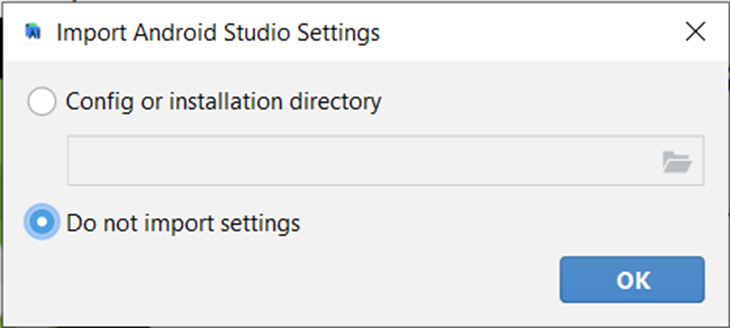 Import Android Studio Settings
Config or installation directory
Do not import settings
OK